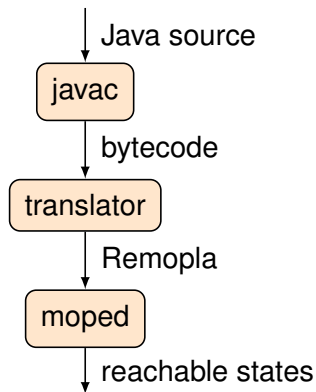 Java source
javac
bytecode
translator
Remopla
moped
reachable states